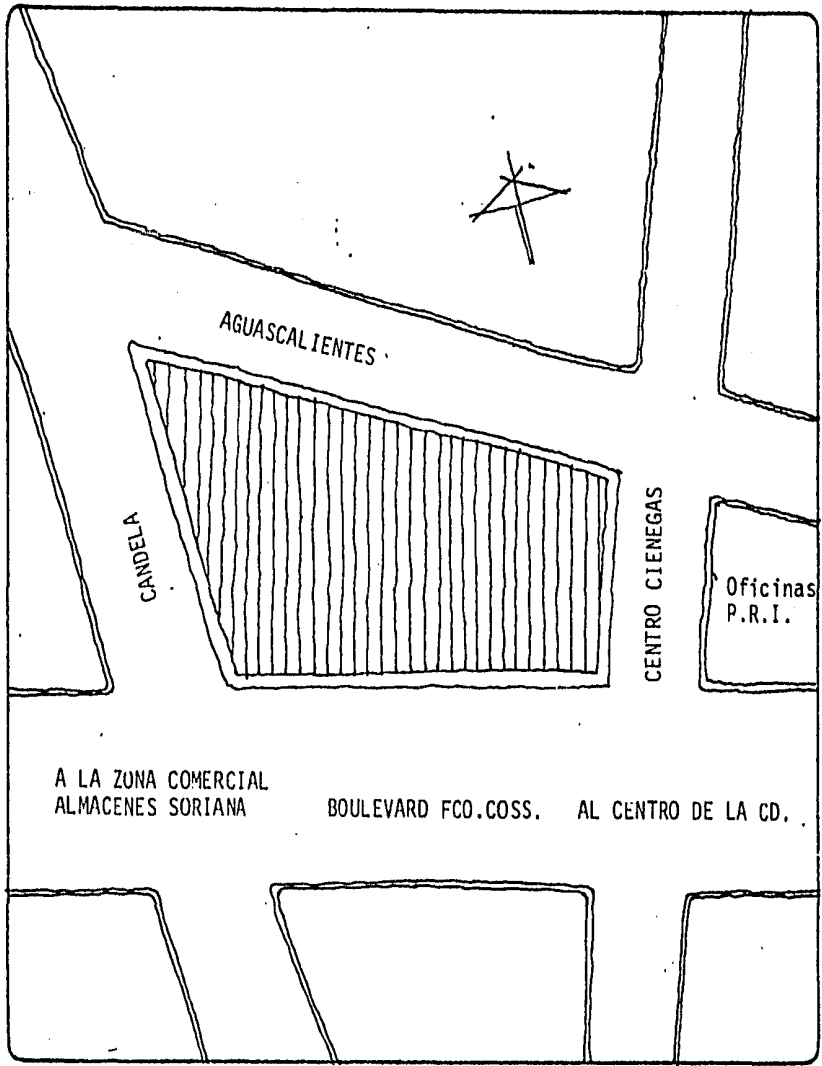 AGUASCALIENTES
CANDELA
CENTRO CIENEGAS
Oficinas
P.R.I.
A LA ZONA COMERCIAL
ALMACENES SORIANA
BOULEVARD FCO.COSS.
AL CENTRO DE LA CD.